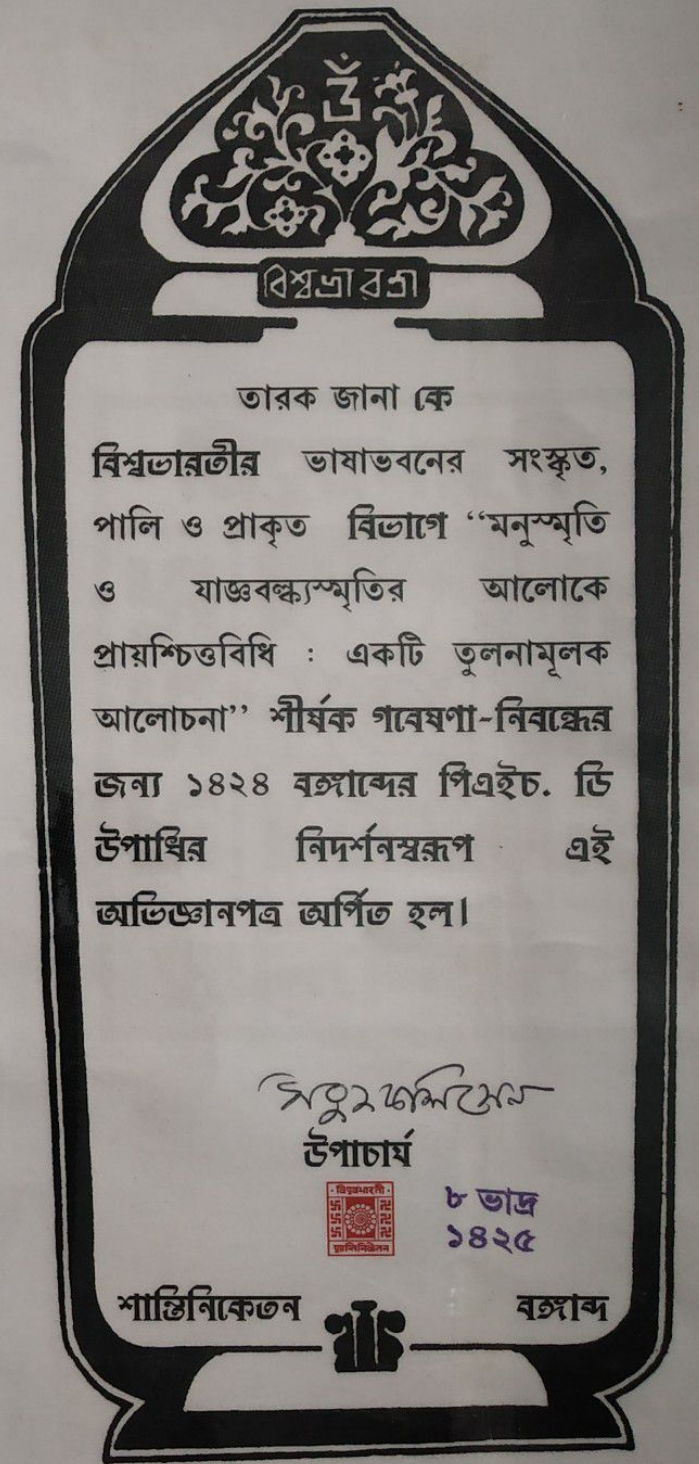 ওঁ
বিশ্বভারতী
তারক জানা কে
বিশ্বভারতীর ভাষাভবনের সংস্কৃত,
পালি ও প্রাকৃত বিভাগে “মনুস্মৃতি
ও যাজ্ঞবল্ক্যস্মৃতির আলোকে
প্রায়শ্চিত্তবিধি : একটি তুলনামূলক
আলোচনা” শীর্ষক গবেষণা-নিবন্ধের
জন্য ১৪২৪ বঙ্গাব্দের পিএইচ. ডি
উপাধির নিদর্শনস্বরূপ এই
অভিজ্ঞানপত্র অর্পিত হল।
উপাচার্য
৮ ভাদ্র
১৪২৫
শান্তিনিকেতন বঙ্গাব্দ